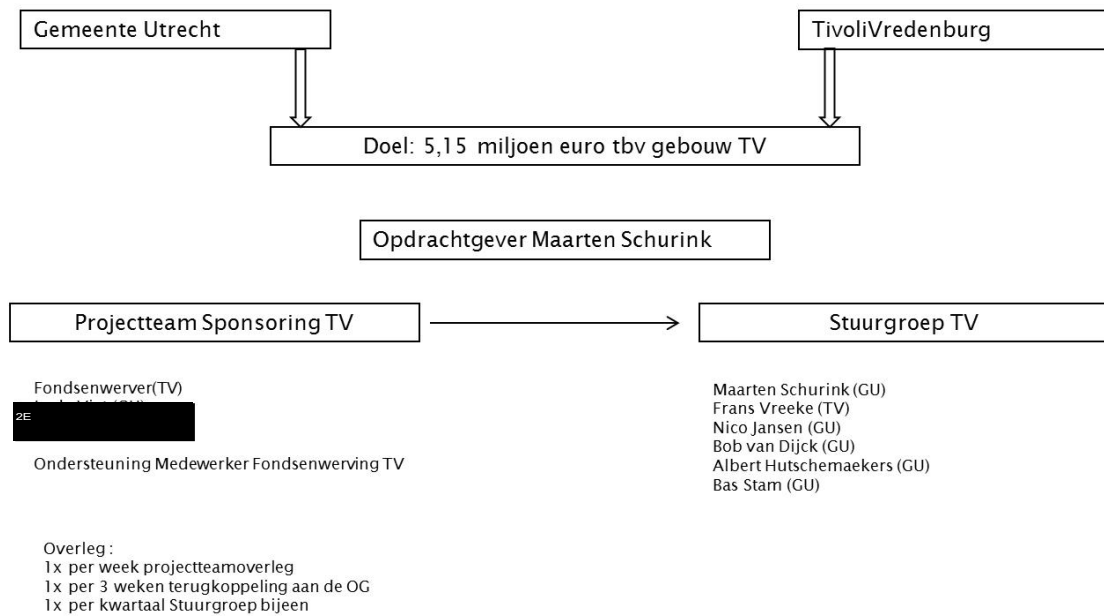 Gemeente Utrecht
TivoliVredenburg
Doel: 5,15 miljoen euro tbv gebouw TV
Opdrachtgever Maarten Schurink
Projectteam Sponsoring TV
Stuurgroep TV
Fondsenwerver(TV)
2E
Ondersteuning Medewerker Fondsenwerving TV
Maarten Schurink (GU)
Frans Vreeke (TV)
Nico Jansen (GU)
Bob van Dijck (GU)
Albert Hutschemaekers (GU)
Bas Stam (GU)
Overleg :
1x per week projectteamoverleg
1x per 3 weken terugkoppeling aan de OG
1x per kwartaal Stuurgroep bijeen